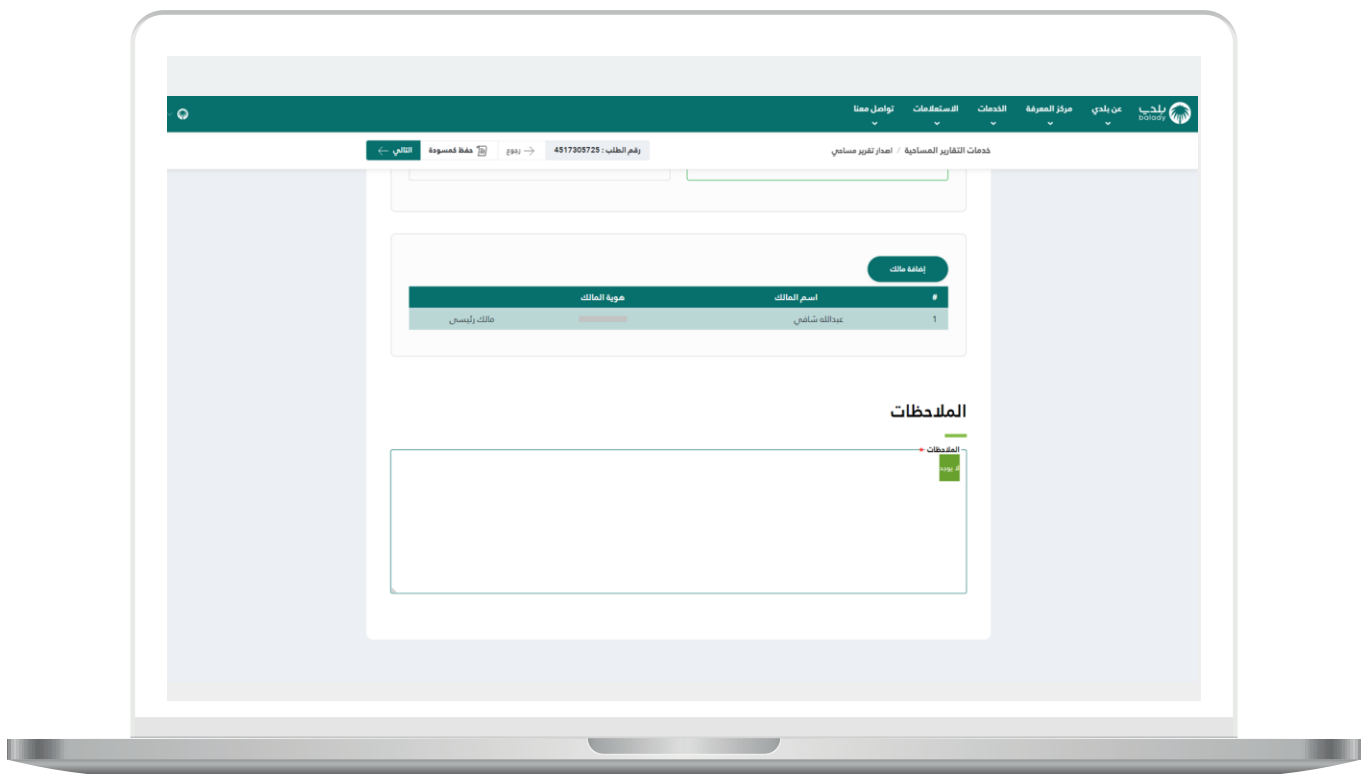 بلدي عن بلدي مركز المعرفة الخدمات الاستعلامات تواصل معنا
balady
خدمات التقارير المساحية / اصدار تقرير مساحي رقم الطلب : 4517305725 رجوع حفظ كمسودة التالي
إضافة مالك
# اسم المالك هوية المالك
1 عبدالله شافي مالك رئيسي
الملاحظات
الملاحظات *
لا يوجد